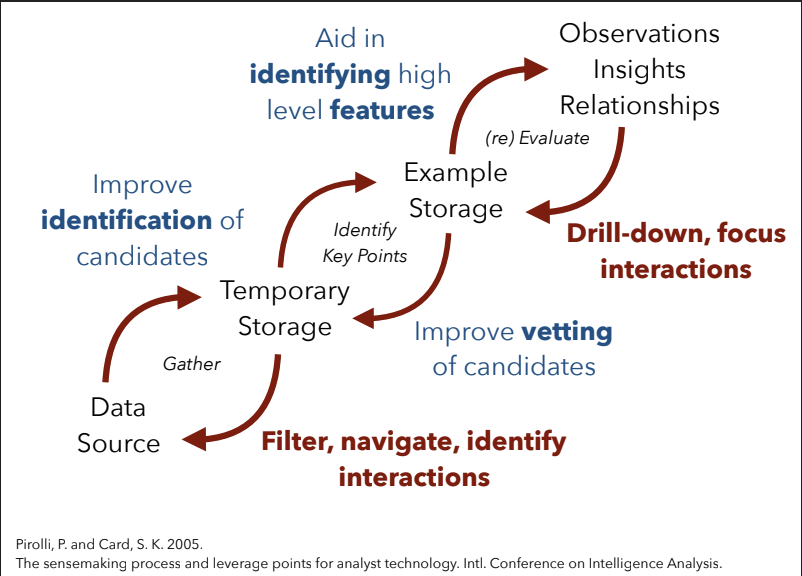 Observations
Insights
Relationships
Aid in
identifying high
level features
(re) Evaluate
Example
Storage
Drill-down, focus
interactions
Improve
identification of
candidates
Identify
Key Points
Temporary
Storage
Improve vetting
of candidates
Gather
Data
Source
Filter, navigate, identify
interactions
Pirolli, P. and Card, S. K. 2005.
The sensemaking process and leverage points for analyst technology. Intl. Conference on Intelligence Analysis.